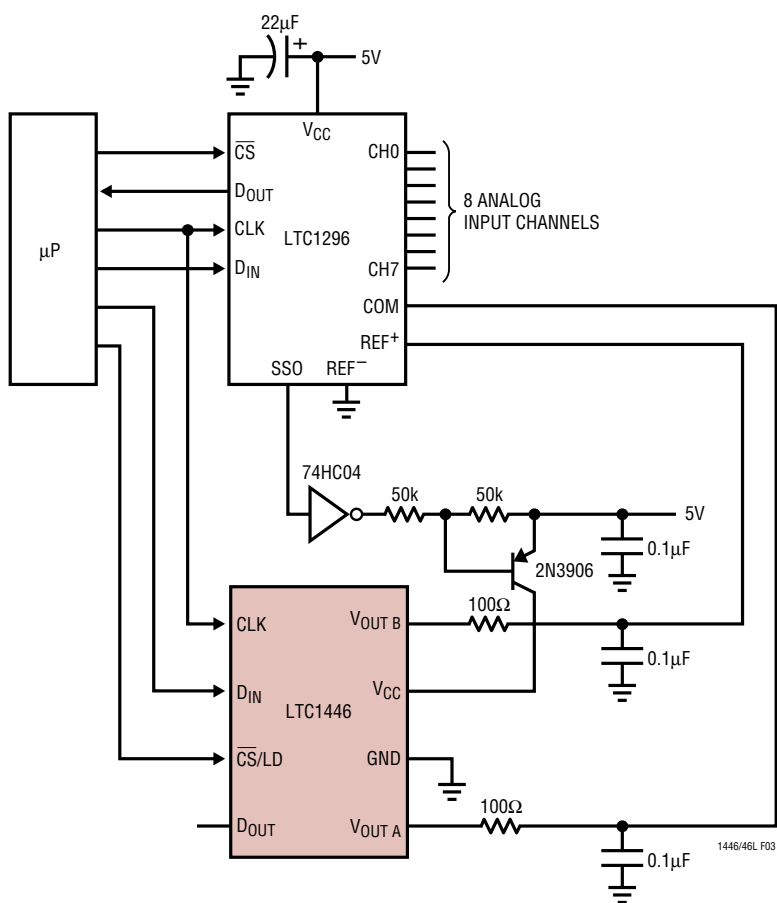 22µF
+
5V
VCC
CS
CH0
DOUT
8 ANALOG
INPUT CHANNELS
CLK
µP
LTC1296
DIN
CH7
COM
REF+
SSO
REF−
74HC04
50k
50k
5V
0.1µF
2N3906
100Ω
CLK
VOUT B
0.1µF
DIN
VCC
LTC1446
CS/LD
GND
100Ω
DOUT
VOUT A
1446/46L F03
0.1µF